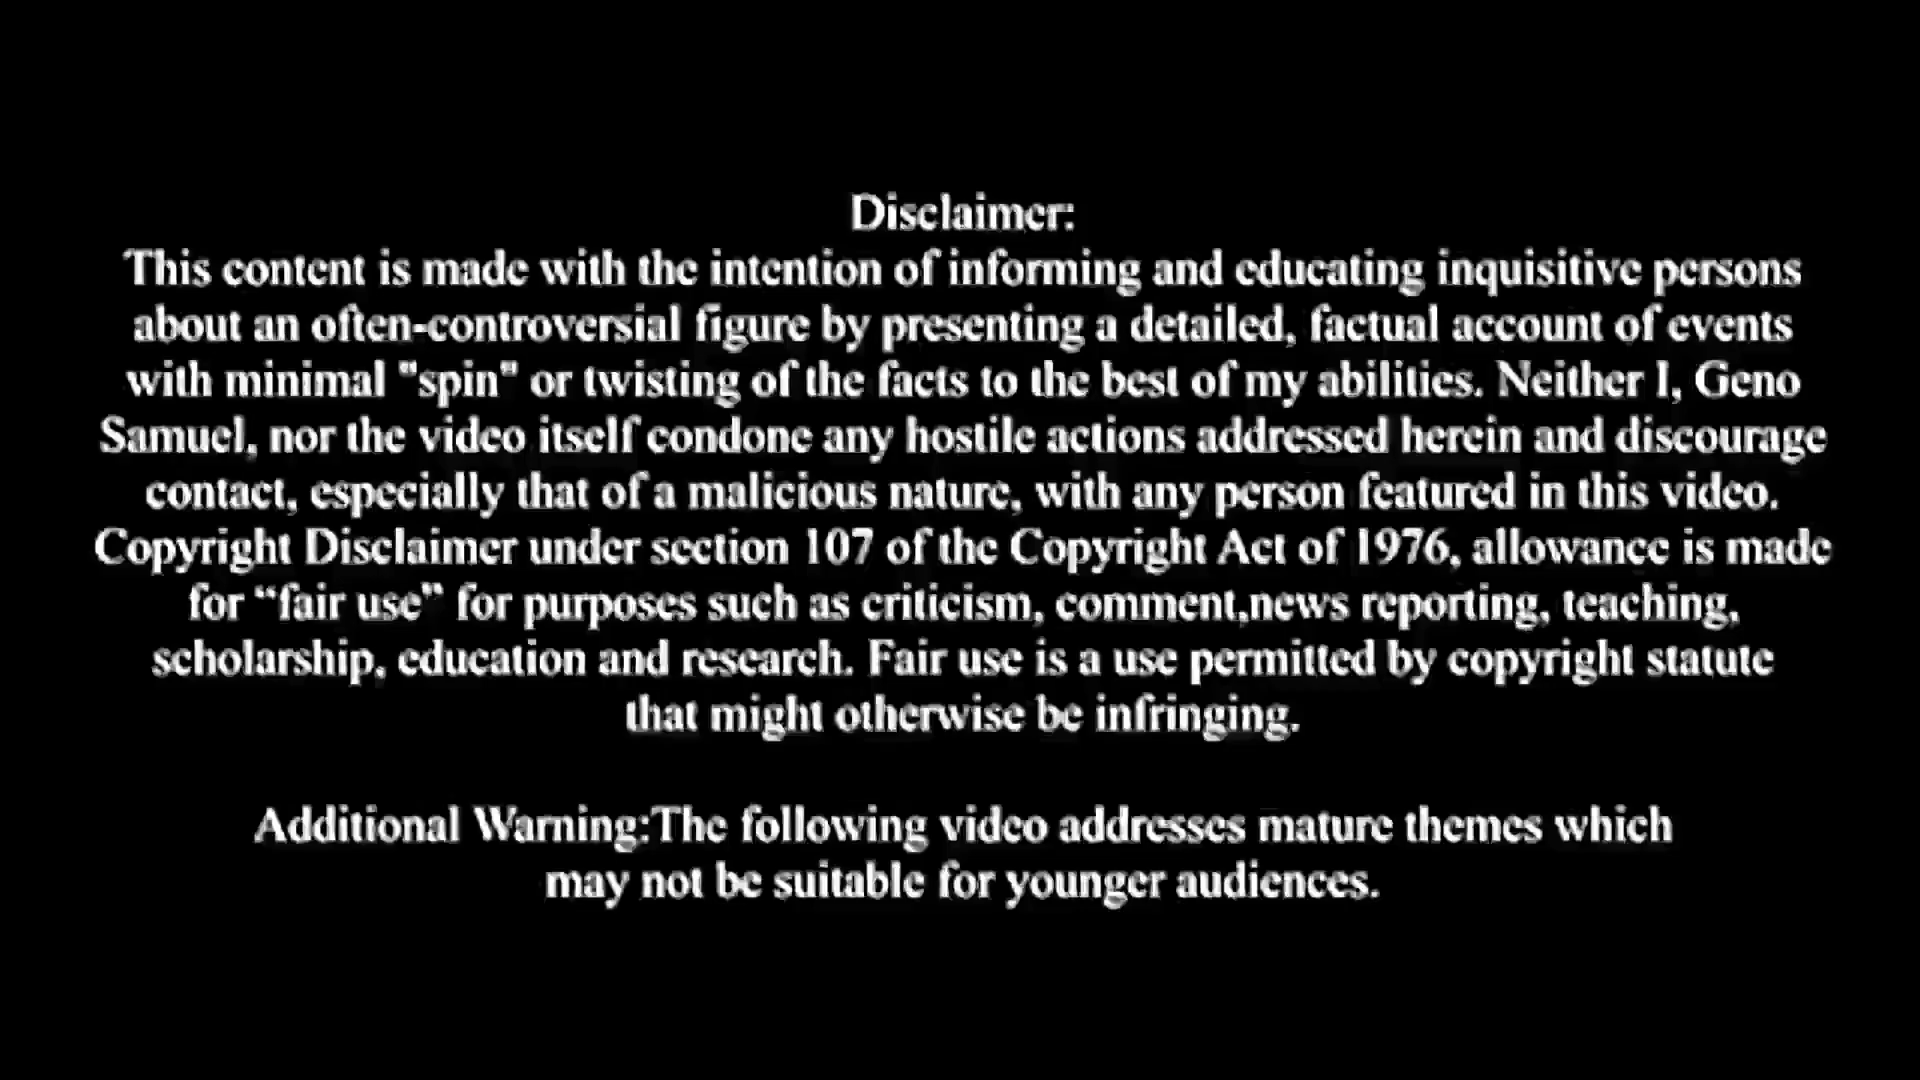 Disclaimer:
This content is made with the intention of informing and educating inquisitive persons
about an often-controversial figure by presenting a detailed, factual account of events
with minimal "spin" or twisting of the facts to the best of my abilities. Neither I, Geno
Samuel, nor the video itself condone any hostile actions addressed herein and discourage
contact, especially that of a malicious nature, with any person featured in this video.
Copyright Disclaimer under section 107 of the Copyright Act of 1976, allowance is made
for “fair use” for purposes such as criticism, comment,news reporting, teaching,
scholarship, education and research. Fair use is a use permitted by copyright statute
that might otherwise be infringing.
Additional Warning:The following video addresses mature themes which
may not be suitable for younger audiences.